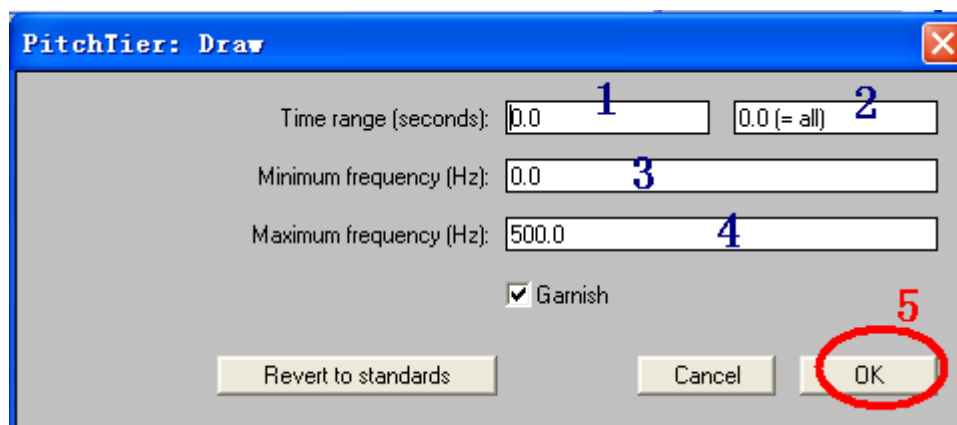 PitchTier: Draw
Time range (seconds): 0.0 1 0.0 (= all) 2
Minimum frequency (Hz): 0.0 3
Maximum frequency (Hz): 500.0 4
Garnish
5
Revert to standards Cancel OK